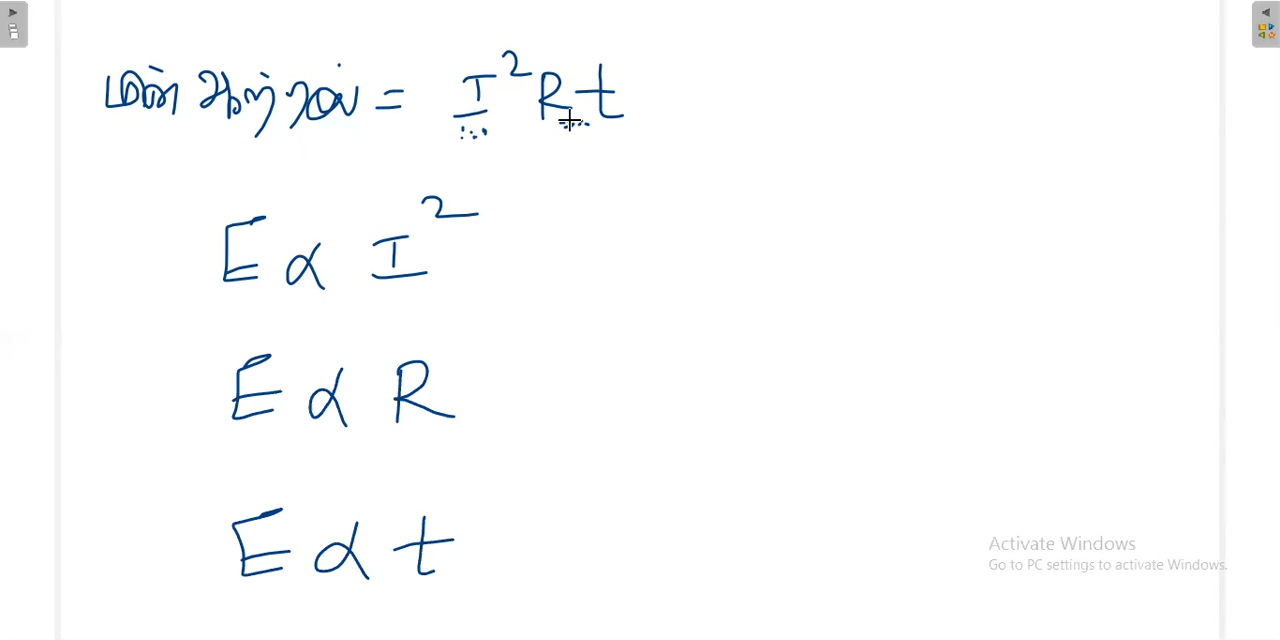 மின் ஆற்றல் = I²Rt
E ∝ I²
E ∝ R
E ∝ t
Activate Windows
Go to PC settings to activate Windows.